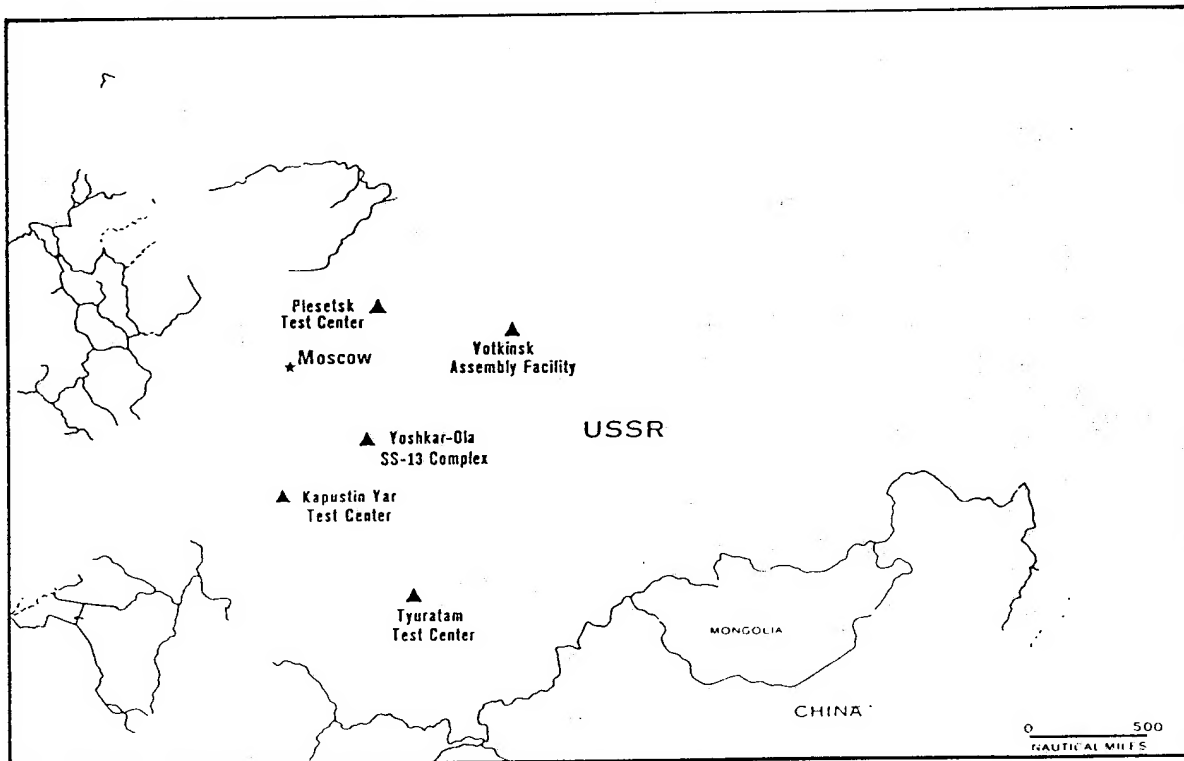 Plesetsk
Test Center
Moscow
Votkinsk
Assembly Facility
USSR
Yoshkar-Ola
SS-13 Complex
Kapustin Yar
Test Center
Tyuratam
Test Center
MONGOLIA
CHINA
0 500
NAUTICAL MILES